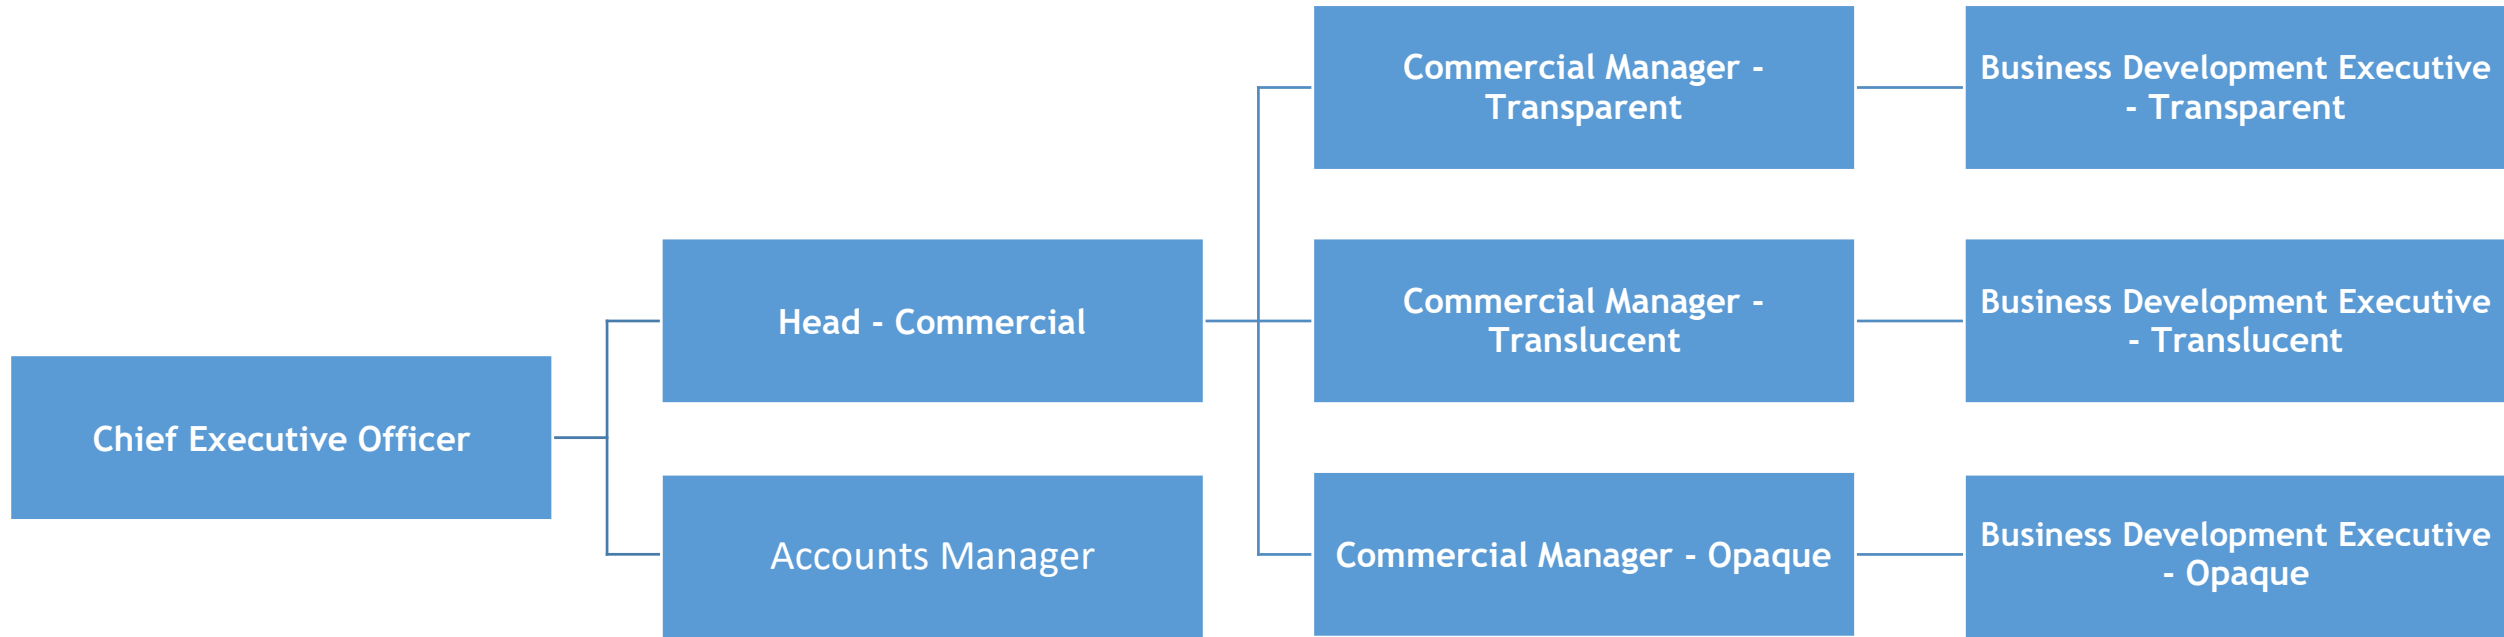 Commercial Manager -
Transparent
Business Development Executive
- Transparent
Head - Commercial
Commercial Manager -
Translucent
Business Development Executive
- Translucent
Chief Executive Officer
Accounts Manager
Commercial Manager - Opaque
Business Development Executive
- Opaque